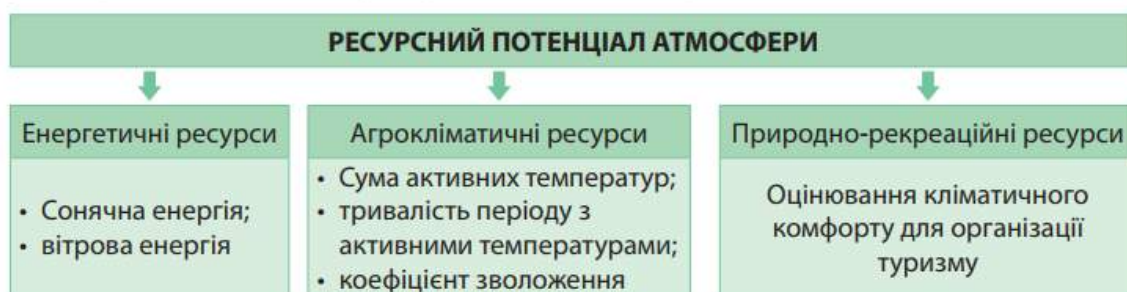 РЕСУРСНИЙ ПОТЕНЦІАЛ АТМОСФЕРИ
Енергетичні ресурси
• Сонячна енергія;
• вітрова енергія
Агрокліматичні ресурси
• Сума активних температур;
• тривалість періоду з
активними температурами;
• коефіцієнт зволоження
Природно-рекреаційні ресурси
Оцінювання кліматичного
комфорту для організації
туризму